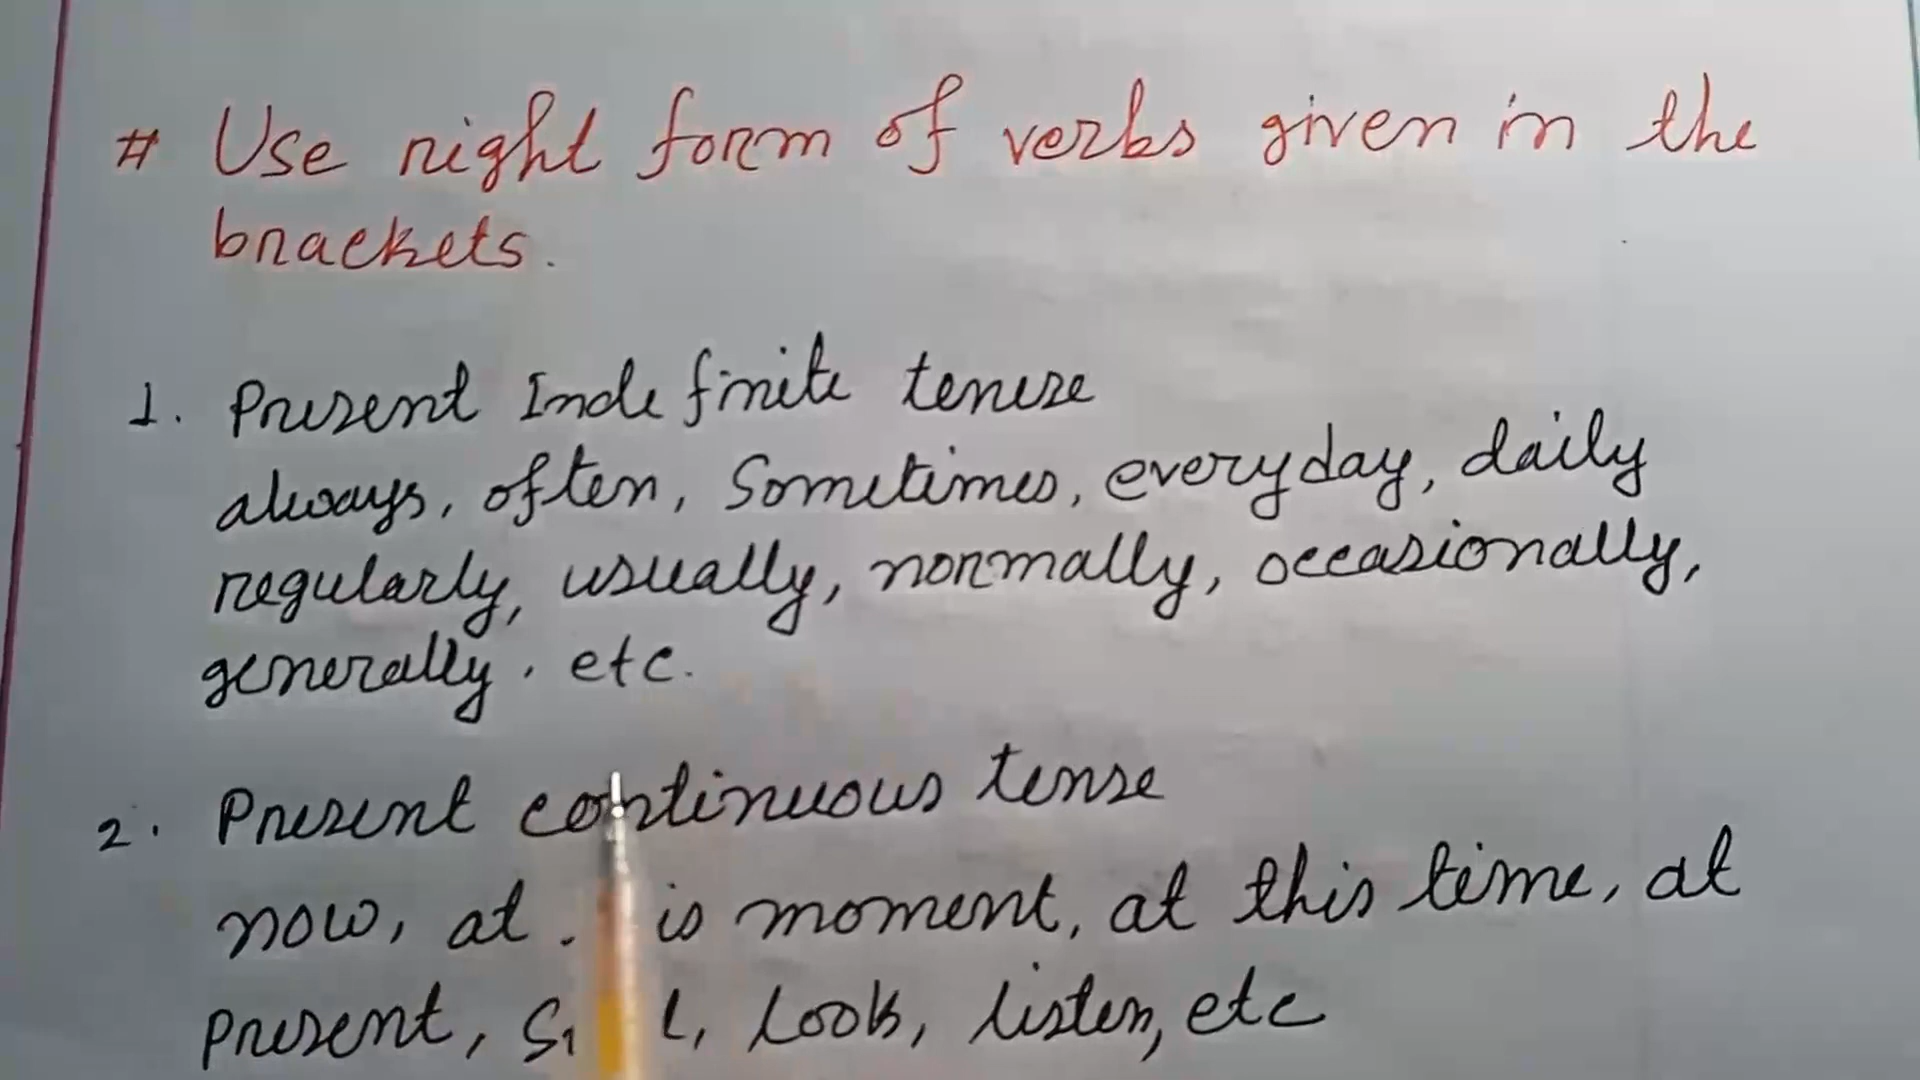 # Use right form of verbs given in the
brackets.
1. Present Indefinite tense
always, often, Sometimes, everyday, daily
regularly, usually, normally, occasionally,
generally, etc.
2. Present continuous tense
now, at is moment, at this time, at
present, look, listen, etc